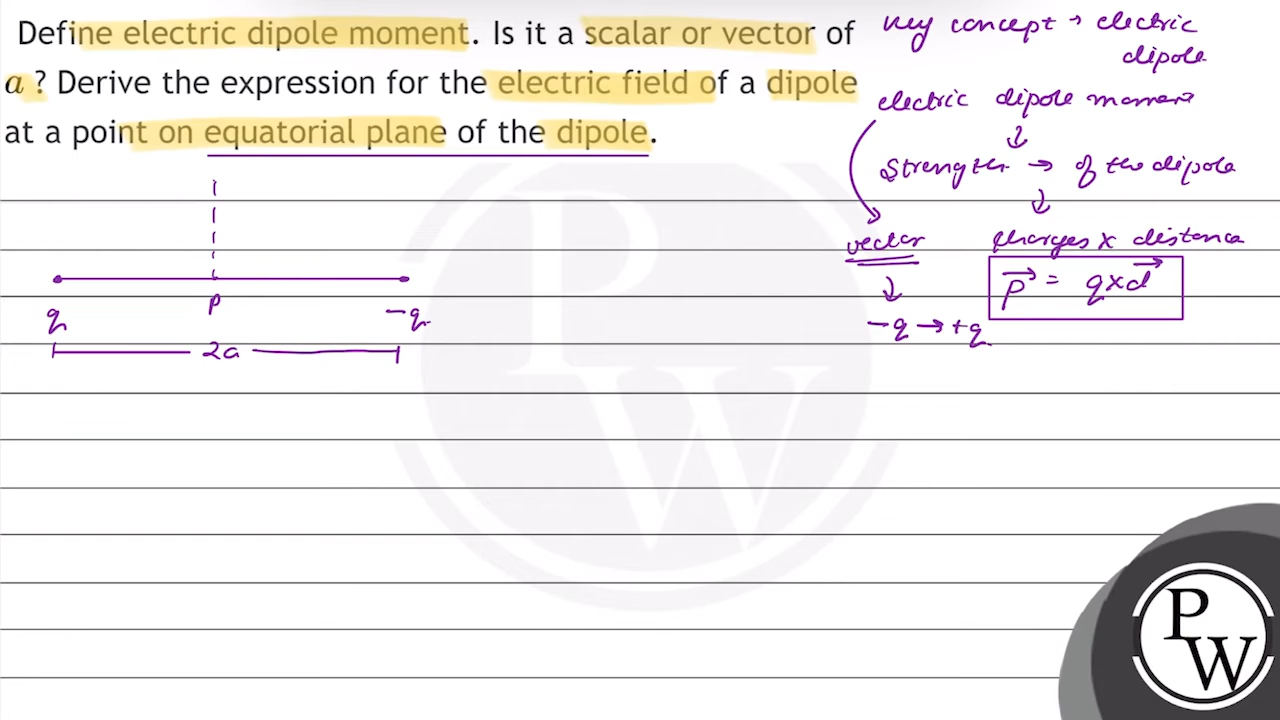 Define electric dipole moment. Is it a scalar or vector of
a ? Derive the expression for the electric field of a dipole
at a point on equatorial plane of the dipole.
key concept → electric
dipole
electric dipole moment
↓
Strength → of the dipole
↓
vector
charges x distance
↓
p⃗ = q x d⃗
-q → +q
p
q
-q
2a
PW
PW